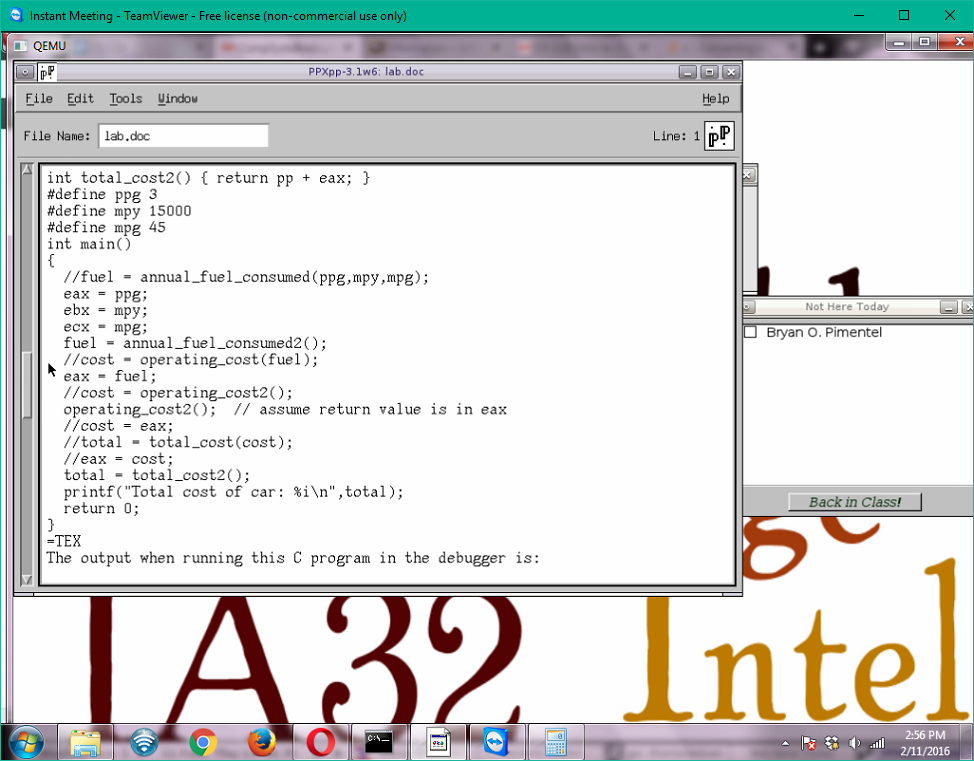 Instant Meeting - TeamViewer - Free license (non-commercial use only)
QEMU
PPXpp-3.1w6: lab.doc
File Edit Tools Window Help
File Name: lab.doc Line: 1
int total_cost2() { return pp + eax; }
#define ppg 3
#define mpy 15000
#define mpg 45
int main()
{
//fuel = annual_fuel_consumed(ppg,mpy,mpg);
eax = ppg;
ebx = mpy;
ecx = mpg;
fuel = annual_fuel_consumed2();
//cost = operating_cost(fuel);
eax = fuel;
//cost = operating_cost2();
operating_cost2(); // assume return value is in eax
//cost = eax;
//total = total_cost(cost);
//eax = cost;
total = total_cost2();
printf("Total cost of car: %i\n",total);
return 0;
}
=TEX
The output when running this C program in the debugger is:
Not Here Today
Bryan O. Pimentel
Back in Class!
IA32 Intel
2:56 PM
2/11/2016